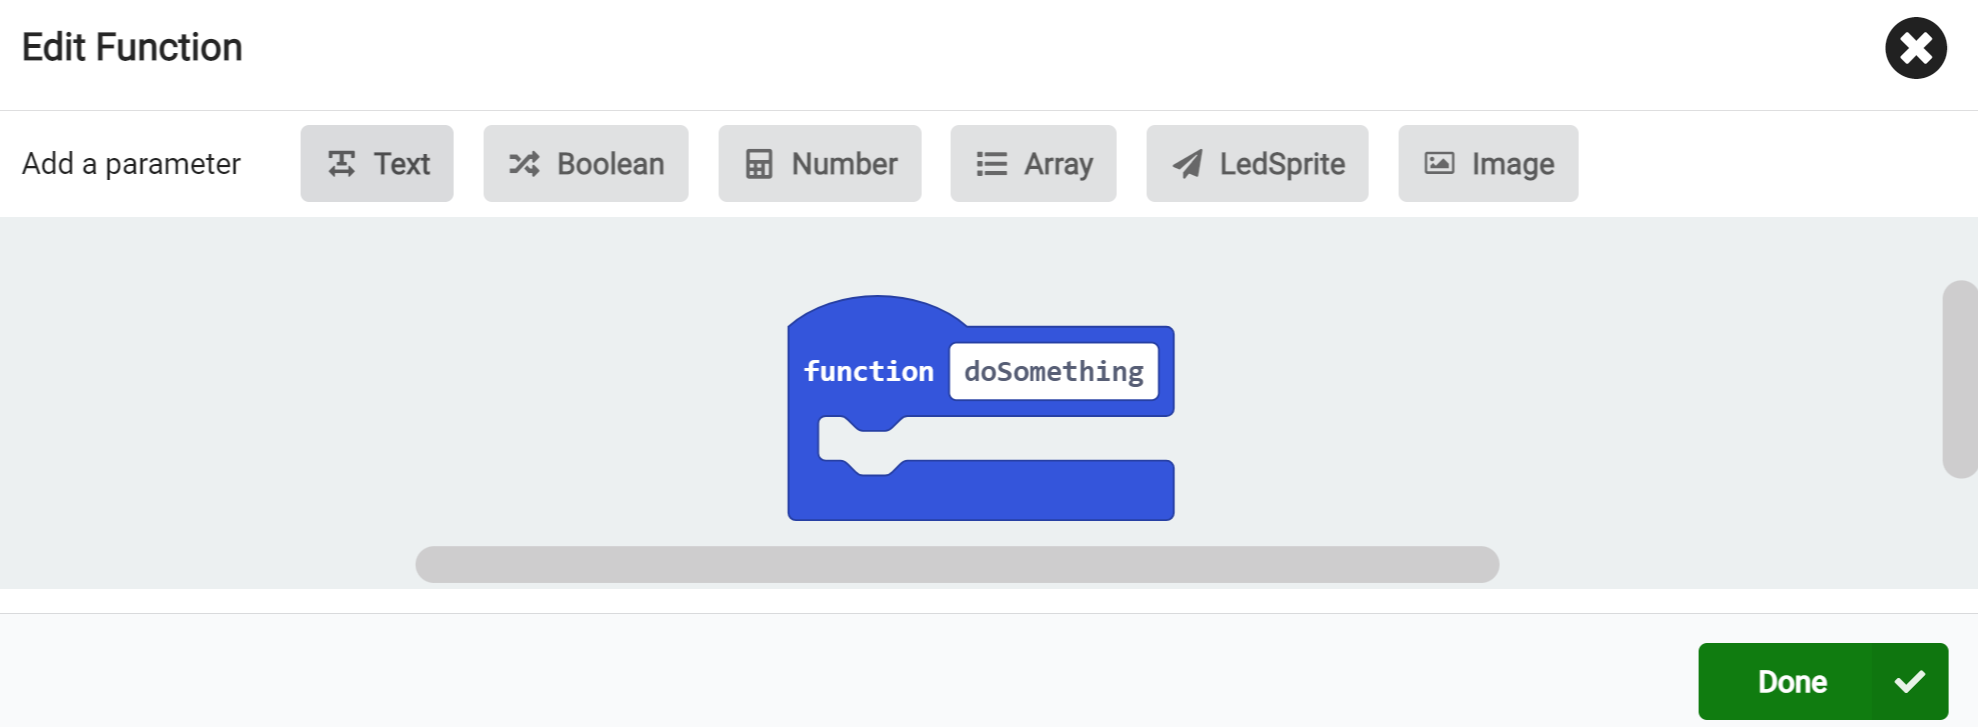 Edit Function
Add a parameter Text Boolean Number Array LedSprite Image
function doSomething
Done